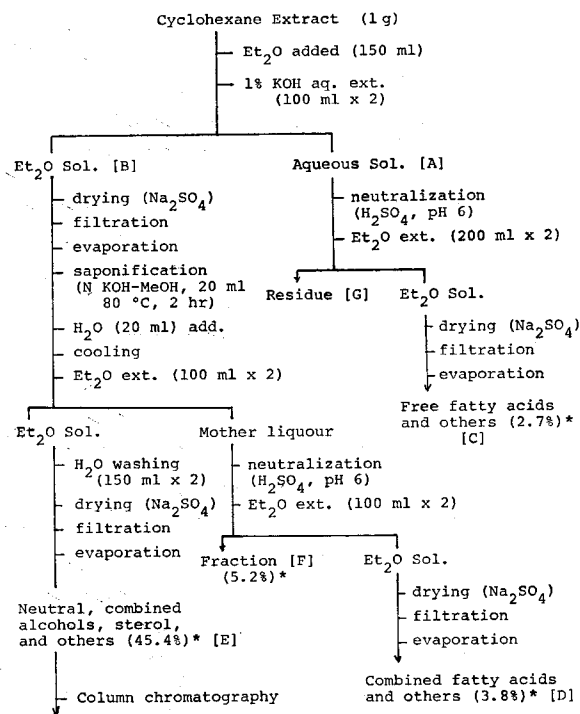 Cyclohexane Extract (1 g)
Et₂O added (150 ml)
1% KOH aq. ext.
(100 ml x 2)
Et₂O Sol. [B]
drying (Na₂SO₄)
filtration
evaporation
saponification
(N KOH-MeOH, 20 ml
80 °C, 2 hr)
H₂O (20 ml) add.
cooling
Et₂O ext. (100 ml x 2)
Aqueous Sol. [A]
neutralization
(H₂SO₄, pH 6)
Et₂O ext. (200 ml x 2)
Residue [G]
Et₂O Sol.
drying (Na₂SO₄)
filtration
evaporation
Free fatty acids
and others (2.7%)*
[C]
Et₂O Sol.
H₂O washing
(150 ml x 2)
drying (Na₂SO₄)
filtration
evaporation
Neutral, combined
alcohols, sterol,
and others (45.4%)* [E]
Column chromatography
Mother liquour
neutralization
(H₂SO₄, pH 6)
Et₂O ext. (100 ml x 2)
Fraction [F]
(5.2%)*
Et₂O Sol.
drying (Na₂SO₄)
filtration
evaporation
Combined fatty acids
and others (3.8%)* [D]